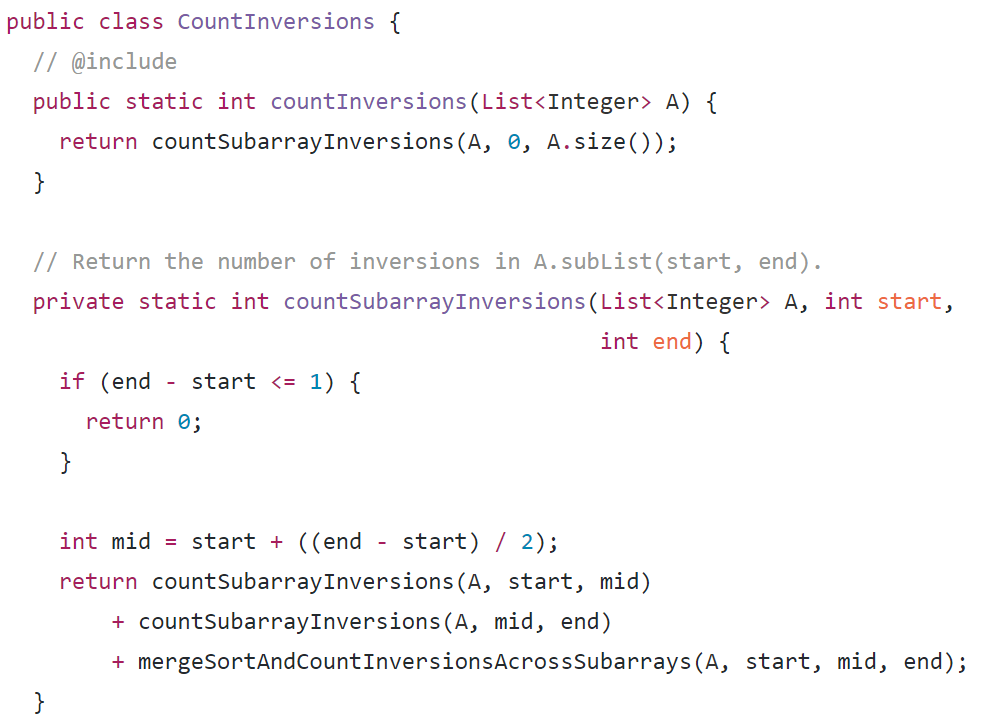 public class CountInversions {
  // @include
  public static int countInversions(List<Integer> A) {
    return countSubarrayInversions(A, 0, A.size());
  }

  // Return the number of inversions in A.subList(start, end).
  private static int countSubarrayInversions(List<Integer> A, int start,
                                             int end) {
    if (end - start <= 1) {
      return 0;
    }

    int mid = start + ((end - start) / 2);
    return countSubarrayInversions(A, start, mid)
        + countSubarrayInversions(A, mid, end)
        + mergeSortAndCountInversionsAcrossSubarrays(A, start, mid, end);
  }